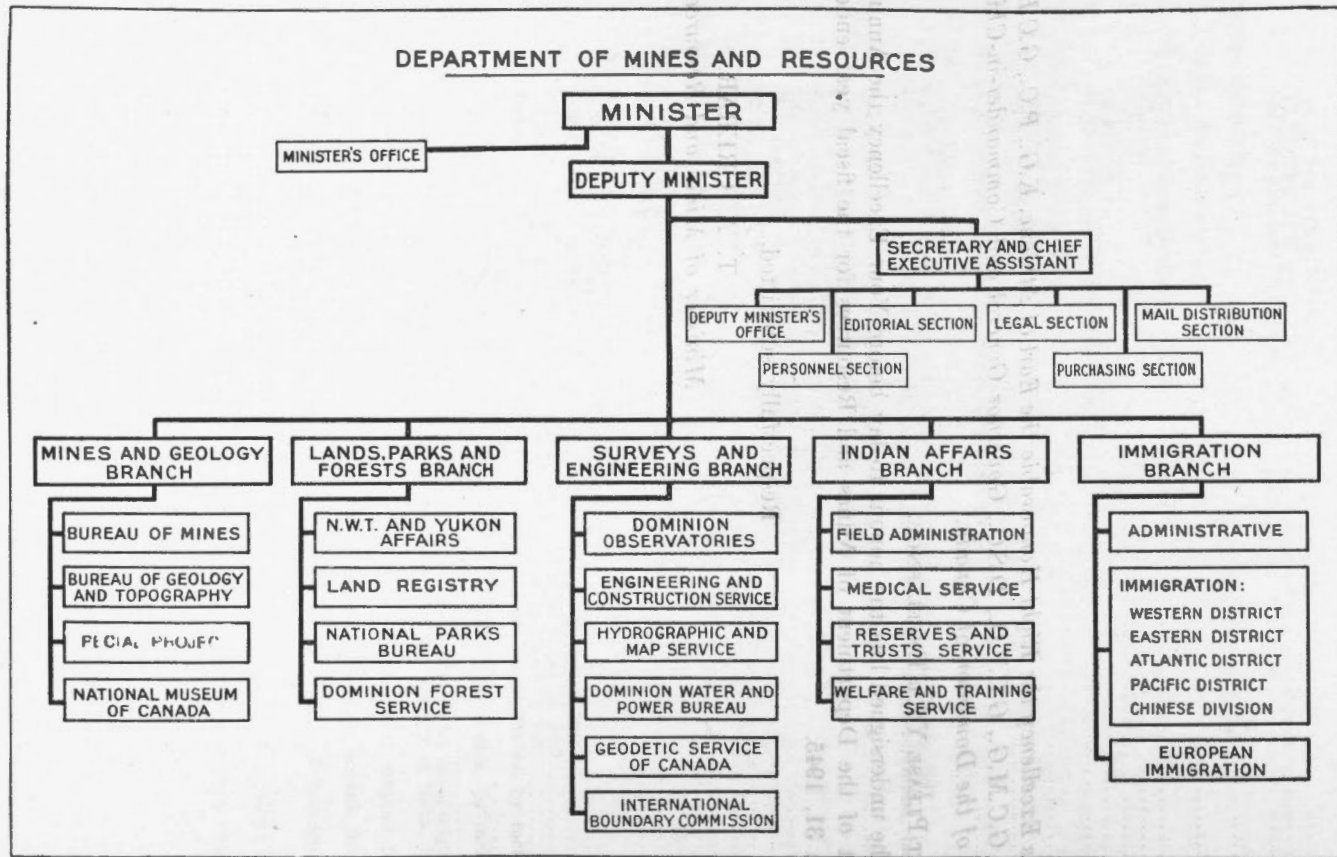 DEPARTMENT OF MINES AND RESOURCES
MINISTER
MINISTER'S OFFICE
DEPUTY MINISTER
SECRETARY AND CHIEF
EXECUTIVE ASSISTANT
DEPUTY MINISTER'S
OFFICE
EDITORIAL SECTION
LEGAL SECTION
MAIL DISTRIBUTION
SECTION
PERSONNEL SECTION
PURCHASING SECTION
MINES AND GEOLOGY
BRANCH
BUREAU OF MINES
BUREAU OF GEOLOGY
AND TOPOGRAPHY
PECIAL PROJEC
NATIONAL MUSEUM
OF CANADA
LANDS, PARKS AND
FORESTS BRANCH
N.W.T. AND YUKON
AFFAIRS
LAND REGISTRY
NATIONAL PARKS
BUREAU
DOMINION FOREST
SERVICE
SURVEYS AND
ENGINEERING BRANCH
DOMINION
OBSERVATORIES
ENGINEERING AND
CONSTRUCTION SERVICE
HYDROGRAPHIC AND
MAP SERVICE
DOMINION WATER AND
POWER BUREAU
GEODETIC SERVICE
OF CANADA
INTERNATIONAL
BOUNDARY COMMISSION
INDIAN AFFAIRS
BRANCH
FIELD ADMINISTRATION
MEDICAL SERVICE
RESERVES AND
TRUSTS SERVICE
WELFARE AND TRAINING
SERVICE
IMMIGRATION
BRANCH
ADMINISTRATIVE
IMMIGRATION:
WESTERN DISTRICT
EASTERN DISTRICT
ATLANTIC DISTRICT
PACIFIC DISTRICT
CHINESE DIVISION
EUROPEAN
IMMIGRATION
31, 1945.